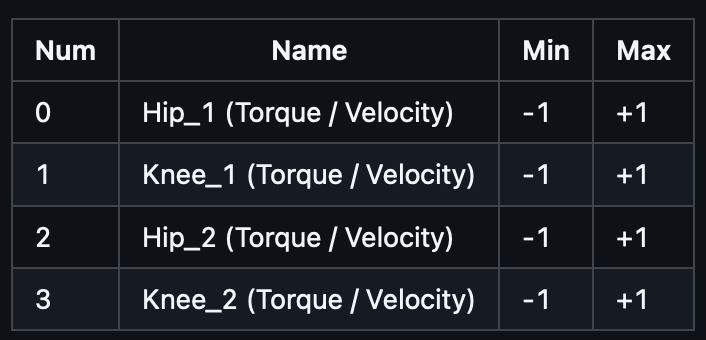 Num Name Min Max
0 Hip_1 (Torque / Velocity) -1 +1
1 Knee_1 (Torque / Velocity) -1 +1
2 Hip_2 (Torque / Velocity) -1 +1
3 Knee_2 (Torque / Velocity) -1 +1